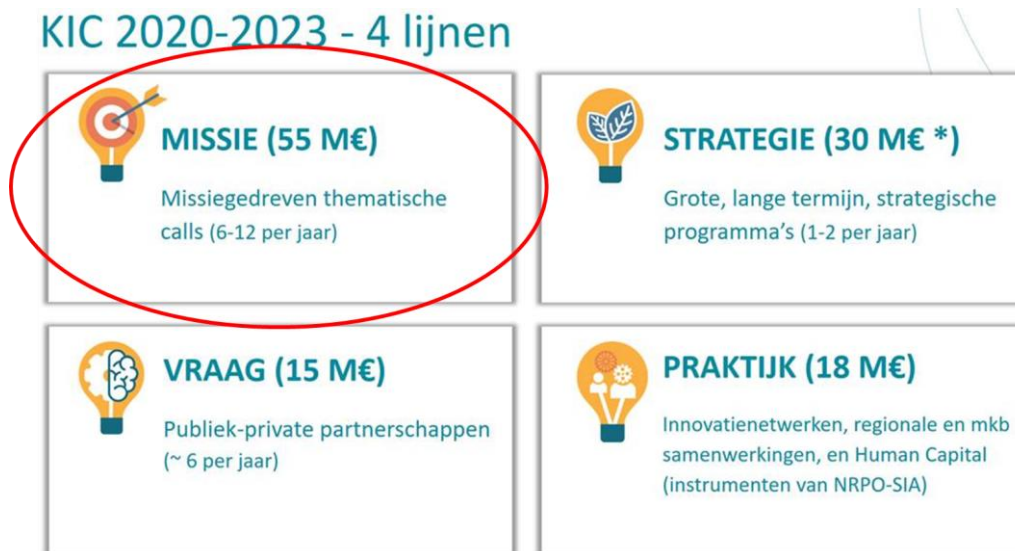 KIC 2020-2023 - 4 lijnen
MISSIE (55 M€)
Missiegedreven thematische
calls (6-12 per jaar)
STRATEGIE (30 M€ *)
Grote, lange termijn, strategische
programma's (1-2 per jaar)
VRAAG (15 M€)
Publiek-private partnerschappen
(~ 6 per jaar)
PRAKTIJK (18 M€)
Innovatienetwerken, regionale en mkb
samenwerkingen, en Human Capital
(instrumenten van NRPO-SIA)